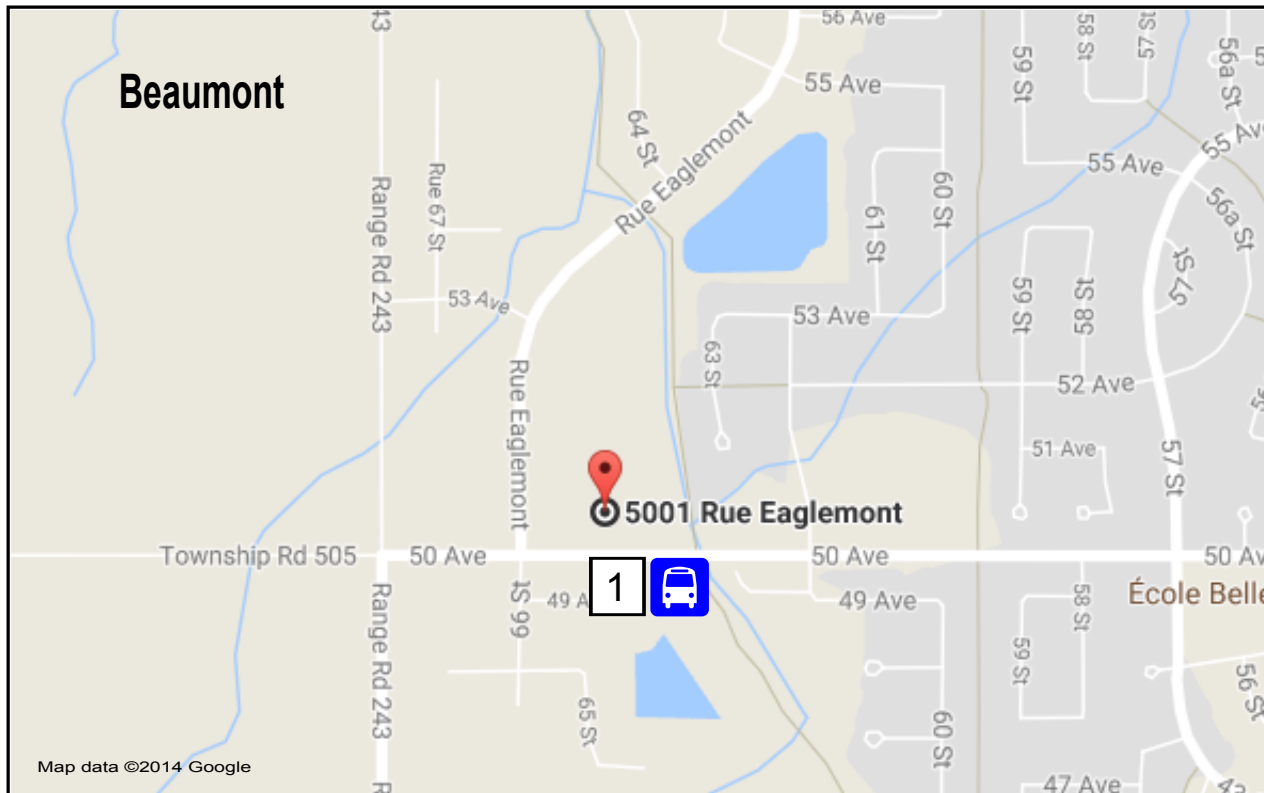 43
56 Ave
58 St
57 St
59 St
56a St
5
Beaumont
55 Ave
64 St
Rue Eaglemont
55 Ave
55 Ave
Range Rd 243
Rue 67 St
60 St
61 St
56a St
57 St
53 Ave
53 Ave
59 St
58 St
63 St
52 Ave
Rue Eaglemont
56
51 Ave
57 St
5001 Rue Eaglemont
Township Rd 505
50 Ave
50 Ave
50 Av
1
École Belle
66 St
49 A
49 Ave
58 St
Range Rd 243
59 St
56 St
65 St
60 St
Map data ©2014 Google
R
47 Ave